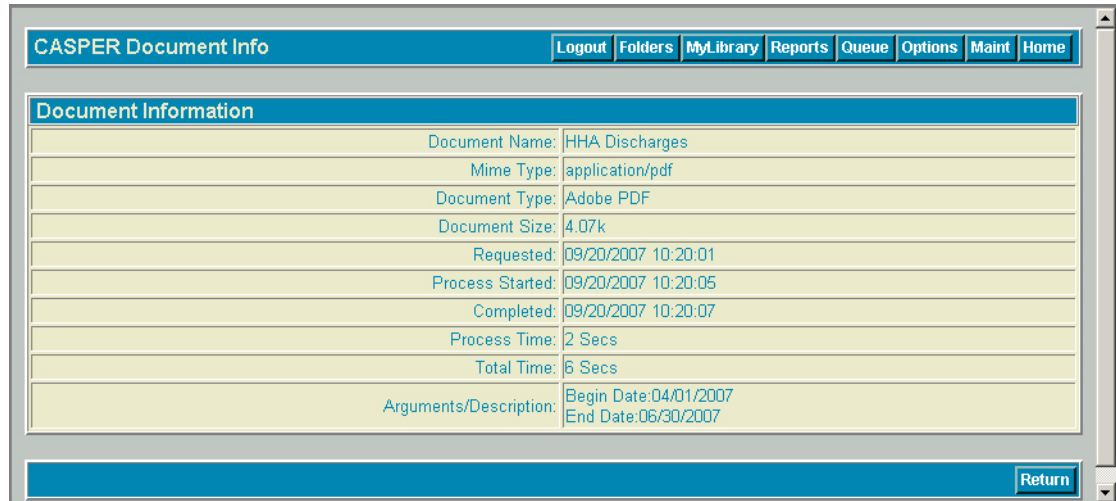 CASPER Document Info
Logout Folders MyLibrary Reports Queue Options Maint Home
Document Information
Document Name: HHA Discharges
Mime Type: application/pdf
Document Type: Adobe PDF
Document Size: 4.07k
Requested: 09/20/2007 10:20:01
Process Started: 09/20/2007 10:20:05
Completed: 09/20/2007 10:20:07
Process Time: 2 Secs
Total Time: 6 Secs
Arguments/Description: Begin Date:04/01/2007
End Date:06/30/2007
Return